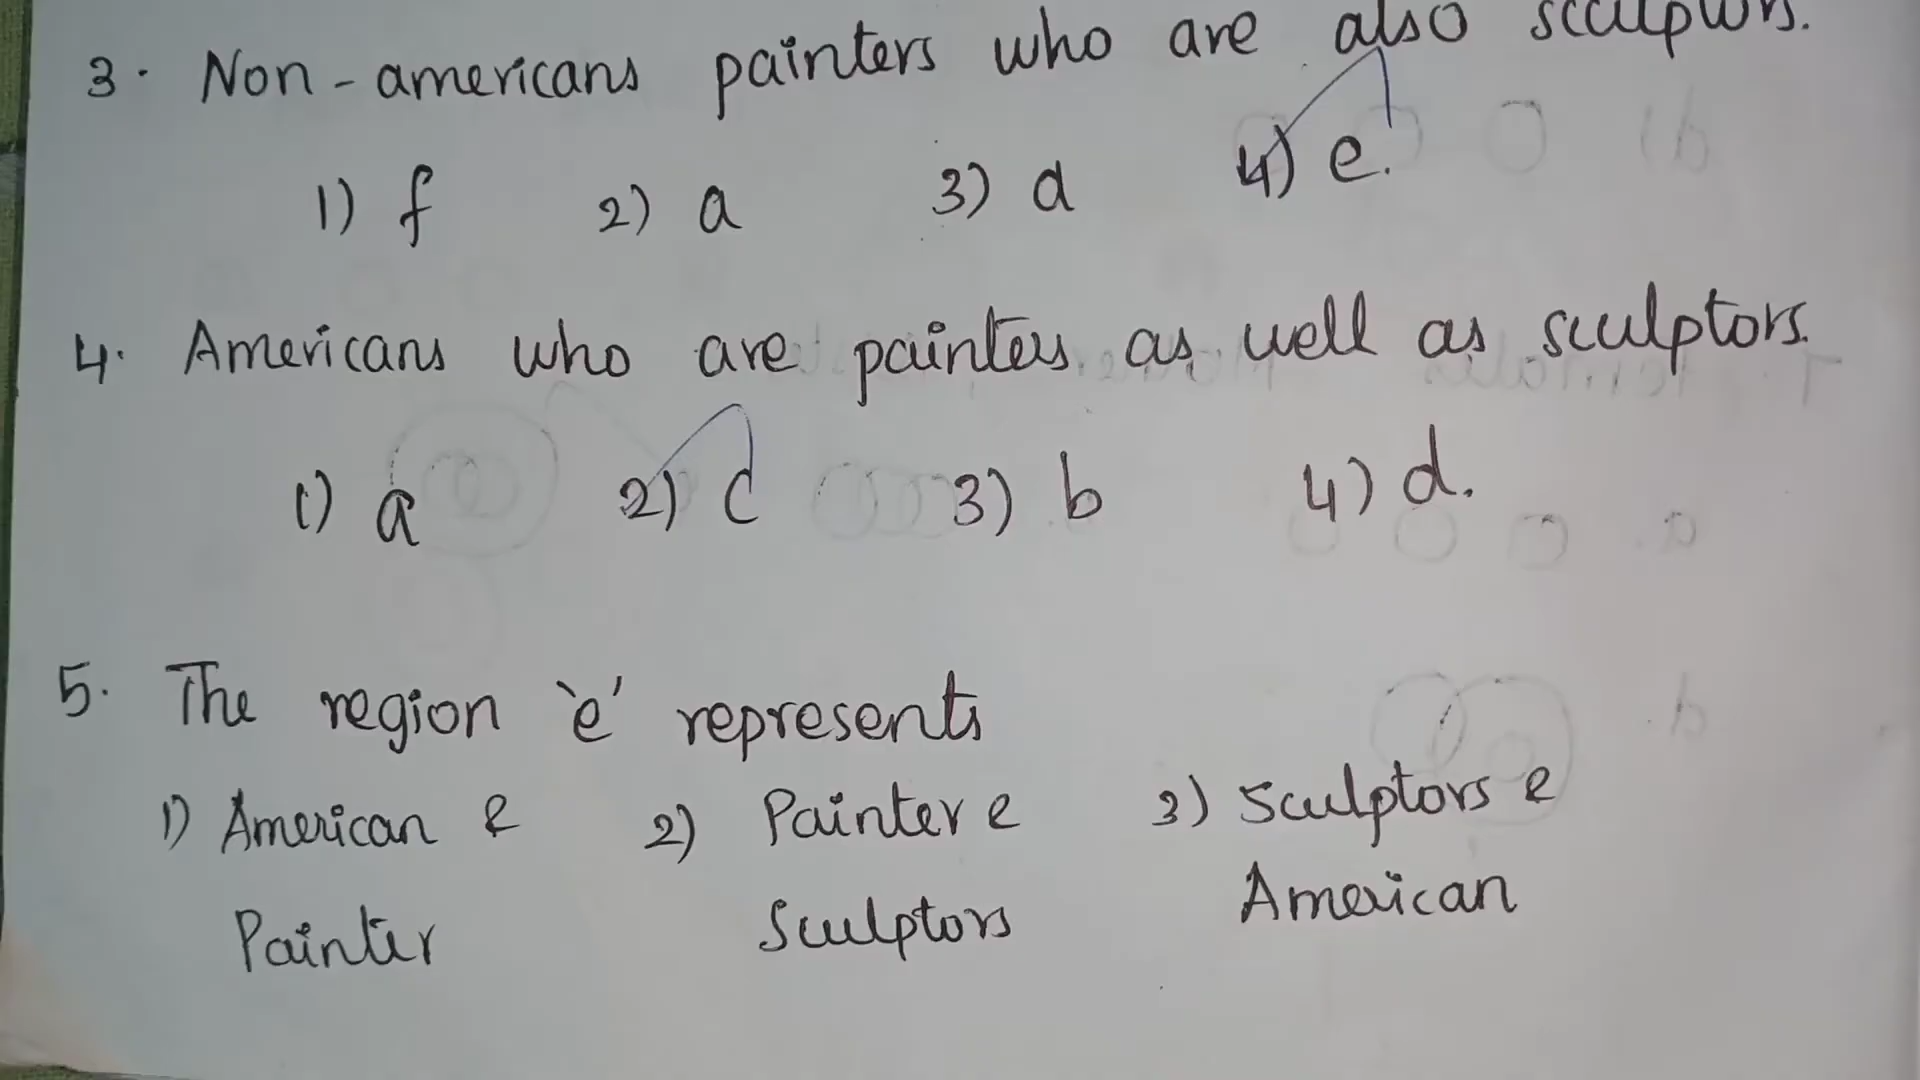 3. Non-americans painters who are also sculptors.
1) f 2) a 3) d 4) e.
4. Americans who are painters as well as sculptors.
1) a 2) c 3) b 4) d.
5. The region 'e' represents
1) American & 2) Painter & 3) Sculptors &
Painter Sculptors American